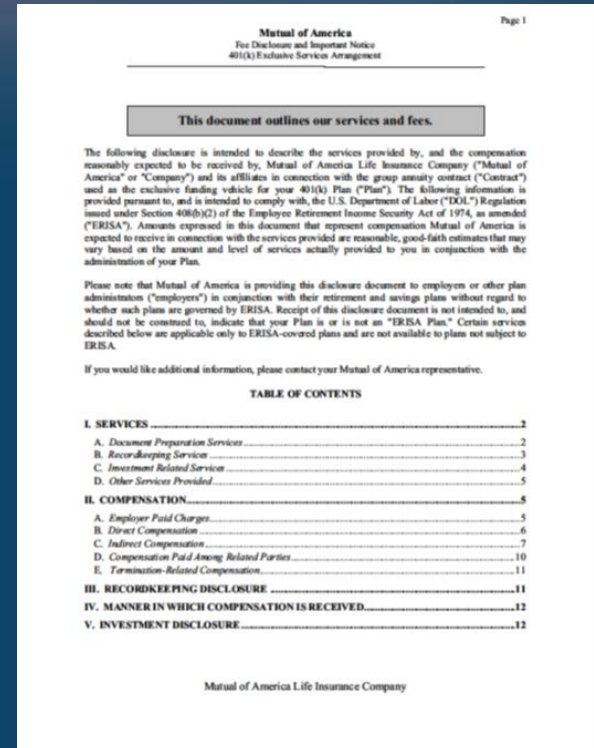 Page 1
Mutual of America
Fee Disclosure and Important Notice
401(k) Exclusive Services Arrangement
This document outlines our services and fees.
The following disclosure is intended to describe the services provided by, and the compensation
reasonably expected to be received by, Mutual of America Life Insurance Company ("Mutual of
America" or "Company") and its affiliates in connection with the group annuity contract ("Contract")
used as the exclusive funding vehicle for your 401(k) Plan ("Plan"). The following information is
provided pursuant to, and is intended to comply with, the U.S. Department of Labor ("DOL") Regulation
issued under Section 408(b)(2) of the Employee Retirement Income Security Act of 1974, as amended
("ERISA"). Amounts expressed in this document that represent compensation Mutual of America is
expected to receive in connection with the services provided are reasonable, good-faith estimates that may
vary based on the amount and level of services actually provided to you in conjunction with the
administration of your Plan.
Please note that Mutual of America is providing this disclosure document to employers or other plan
administrators ("employers") in conjunction with their retirement and savings plans without regard to
whether such plans are governed by ERISA. Receipt of this disclosure document is not intended to, and
should not be construed to, indicate that your Plan is or is not an "ERISA Plan." Certain services
described below are applicable only to ERISA-covered plans and are not available to plans not subject to
ERISA.
If you would like additional information, please contact your Mutual of America representative.
TABLE OF CONTENTS
I. SERVICES ........ 2
A. Document Preparation Services ........ 2
B. Recordkeeping Services ........ 3
C. Investment Related Services ........ 4
D. Other Services Provided ........ 5
II. COMPENSATION ........ 5
A. Employer Paid Charges ........ 5
B. Direct Compensation ........ 6
C. Indirect Compensation ........ 7
D. Compensation Paid Among Related Parties ........ 10
E. Termination-Related Compensation ........ 11
III. RECORDKEEPING DISCLOSURE ........ 11
IV. MANNER IN WHICH COMPENSATION IS RECEIVED ........ 12
V. INVESTMENT DISCLOSURE ........ 12
Mutual of America Life Insurance Company